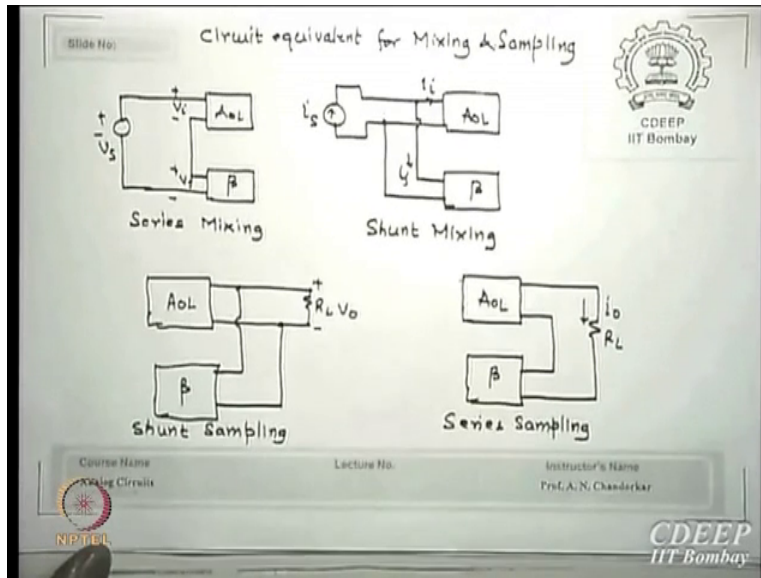 Slide No:
Circuit equivalent for Mixing & Sampling
CDEEP
IIT Bombay
+
Vi
-
AOL
+
-
Vs
+
V
-
β
Series Mixing
is
Ii
AOL
β
Shunt Mixing
AOL
+
RL Vo
-
β
Shunt Sampling
AOL
io
RL
β
Series Sampling
Course Name
Analog Circuits
Lecture No.
Instructor's Name
Prof. A. N. Chandorkar
NPTEL
CDEEP
IIT Bombay